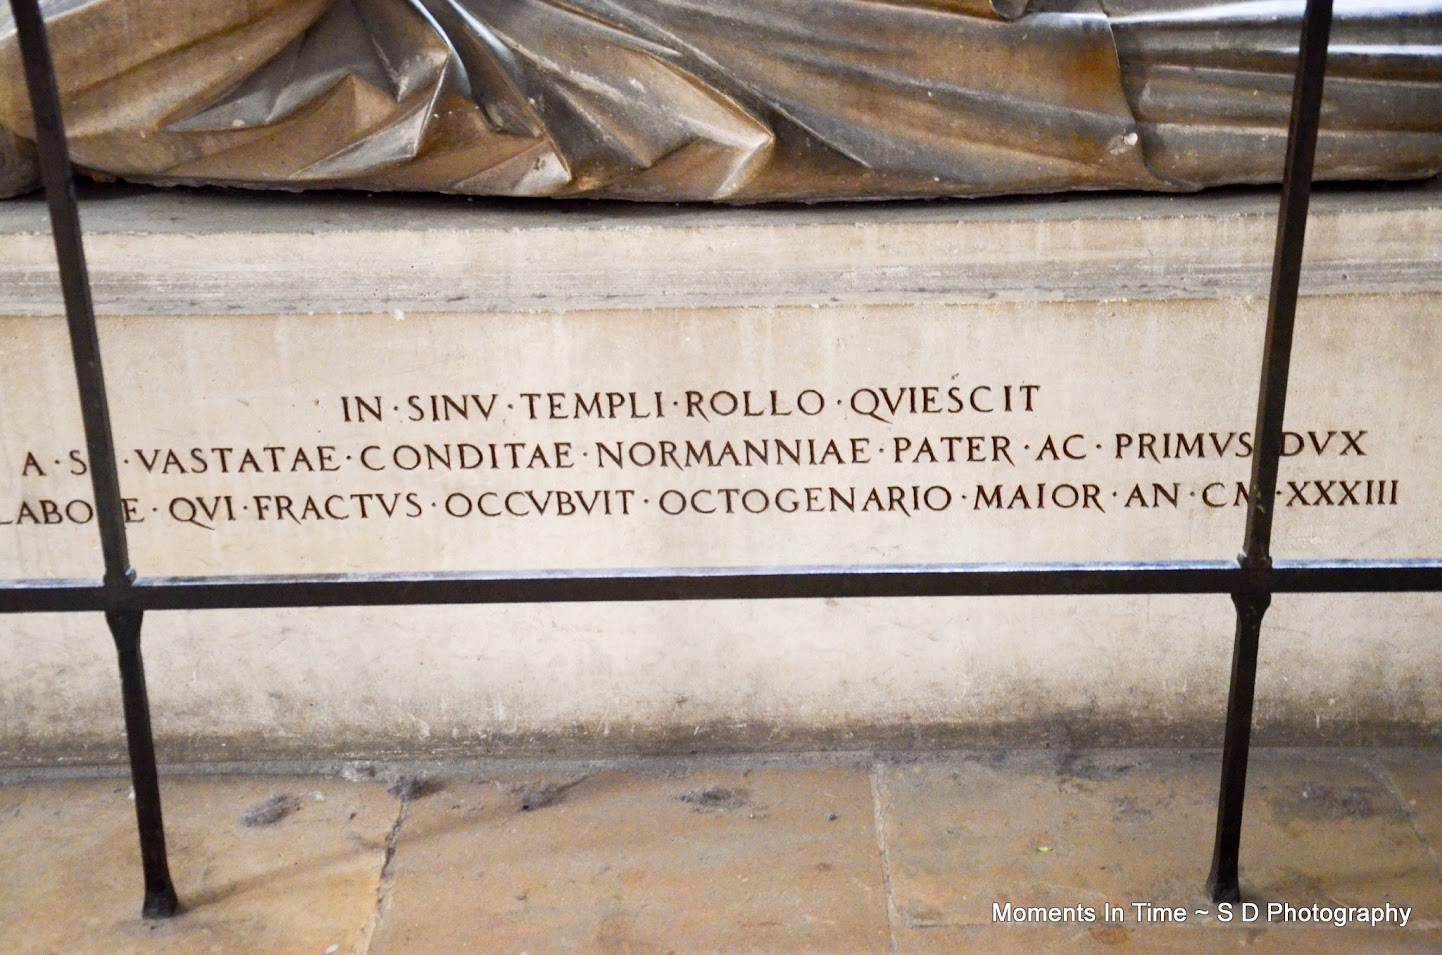 IN·SINV·TEMPLI·ROLLO·QVIESCIT
A·S ·VASTATAE·CONDITAE·NORMANNIAE·PATER·AC·PRIMVS DVX
LABORE·QVI·FRACTVS·OCCVBVIT·OCTOGENARIO·MAIOR·AN·CM·XXXIII
Moments In Time ~ S D Photography